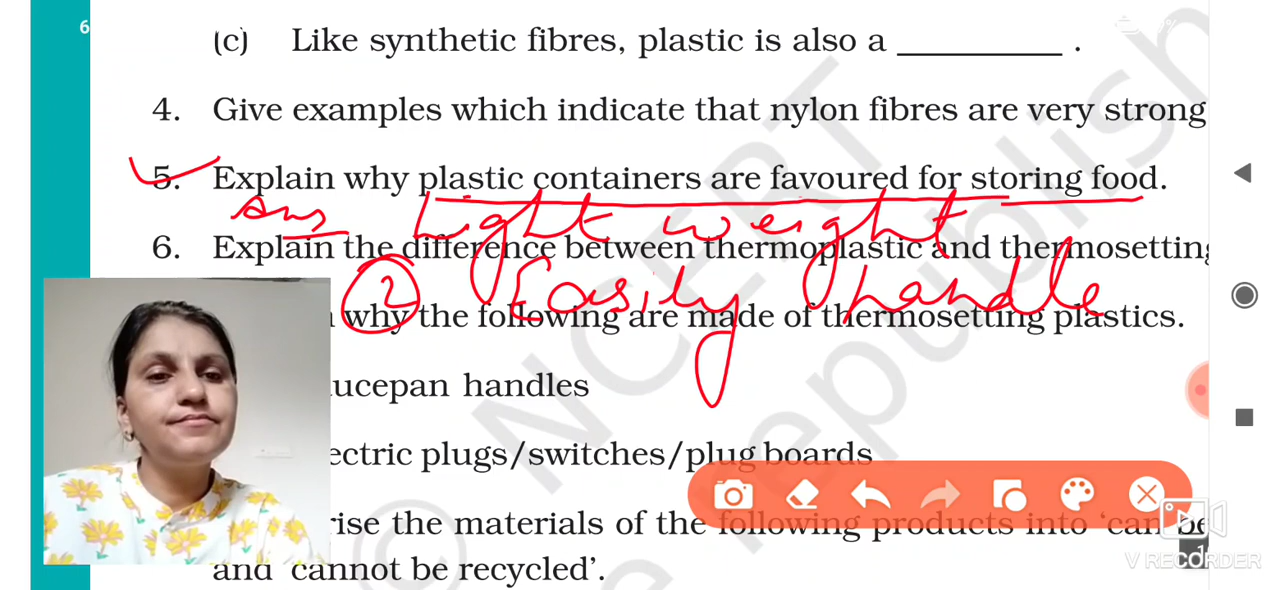 6
(c) Like synthetic fibres, plastic is also a __________ .
4. Give examples which indicate that nylon fibres are very strong
5. Explain why plastic containers are favoured for storing food.
Ans Light weight
6. Explain the difference between thermoplastic and thermosetting
② Easily handle
why the following are made of thermosetting plastics.
ucepan handles
ectric plugs/switches/plug boards
rise the materials of the following products into ‘can be
and ‘cannot be recycled’.
© NCERT
republish
V RECORDER